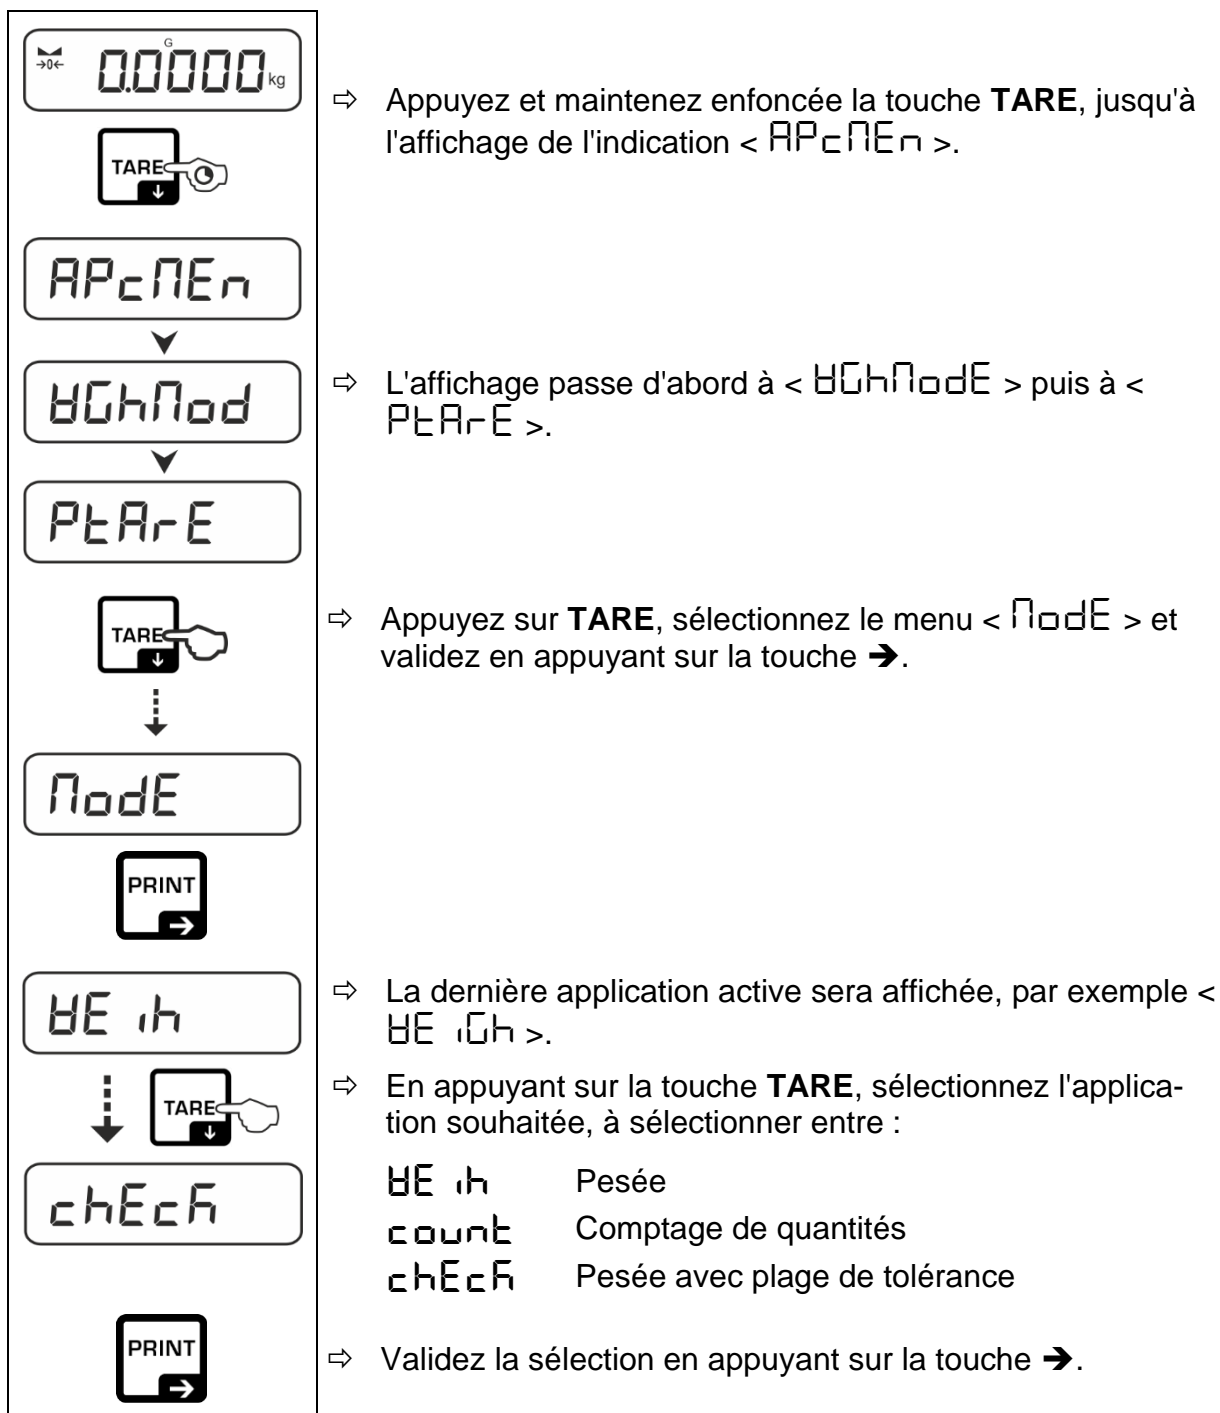 G
→0← 0.0000 kg
⇨ Appuyez et maintenez enfoncée la touche TARE, jusqu'à
l'affichage de l'indication < APcMEn >.
TARE
↓
APcMEn
⇨ L'affichage passe d'abord à < WGhModE > puis à <
PtArE >.
WGhMod
PtArE
⇨ Appuyez sur TARE, sélectionnez le menu < ModE > et
validez en appuyant sur la touche ➔.
TARE
↓
ModE
PRINT
→
⇨ La dernière application active sera affichée, par exemple <
WEiGh >.
WEih
⇨ En appuyant sur la touche TARE, sélectionnez l'applica-
tion souhaitée, à sélectionner entre :
TARE
↓
WEih Pesée
count Comptage de quantités
chEck Pesée avec plage de tolérance
chEck
PRINT
→
⇨ Validez la sélection en appuyant sur la touche ➔.